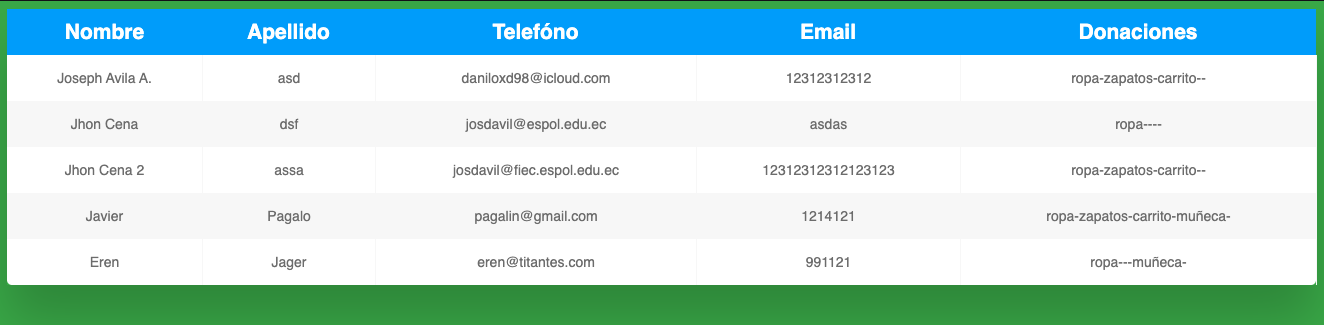 Nombre Apellido Telefóno Email Donaciones
Joseph Avila A. asd daniloxd98@icloud.com 12312312312 ropa-zapatos-carrito--
Jhon Cena dsf josdavil@espol.edu.ec asdas ropa----
Jhon Cena 2 assa josdavil@fiec.espol.edu.ec 12312312312123123 ropa-zapatos-carrito--
Javier Pagalo pagalin@gmail.com 1214121 ropa-zapatos-carrito-muñeca-
Eren Jager eren@titantes.com 991121 ropa---muñeca-